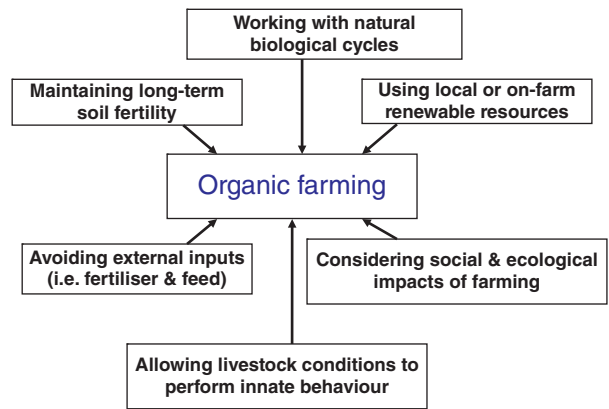 Working with natural
biological cycles
Maintaining long-term
soil fertility
Using local or on-farm
renewable resources
Organic farming
Avoiding external inputs
(i.e. fertiliser & feed)
Considering social & ecological
impacts of farming
Allowing livestock conditions to
perform innate behaviour